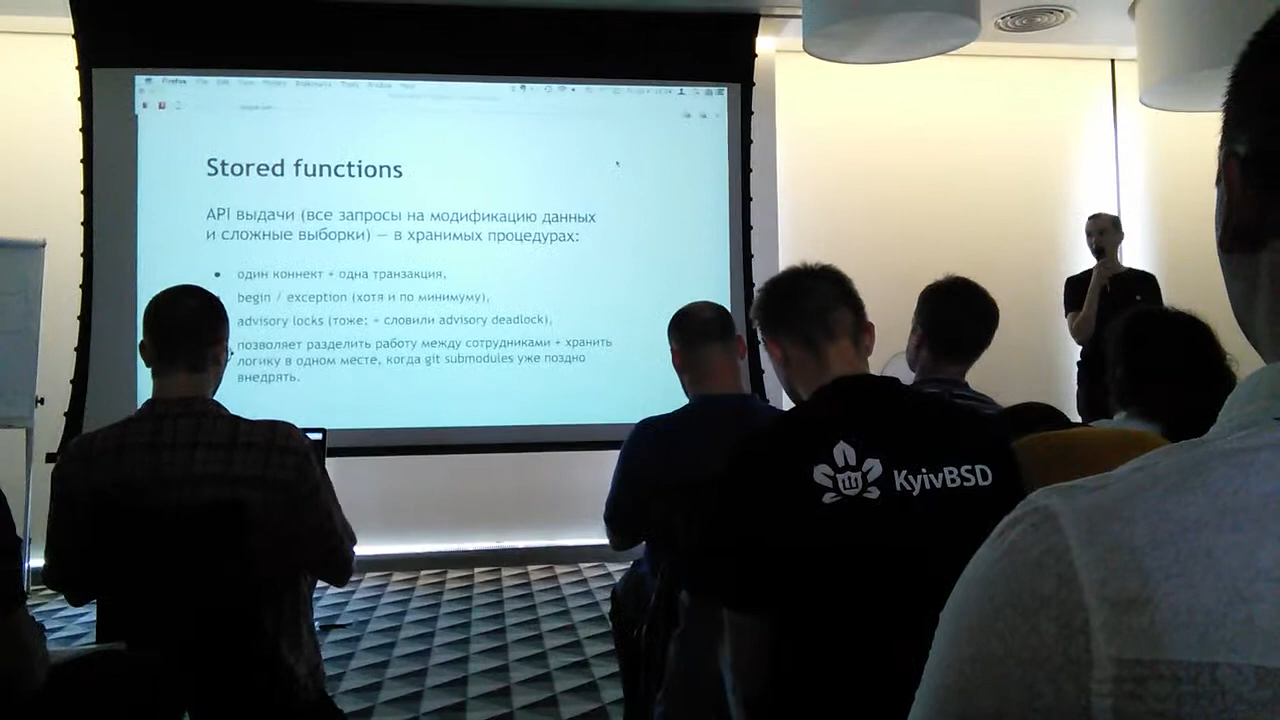 Firefox
Stored functions
API выдачи (все запросы на модификацию данных
и сложные выборки) — в хранимых процедурах:
• один коннект + одна транзакция,
begin / exception (хотя и по минимуму),
advisory locks (тоже; + словили advisory deadlock),
позволяет разделить работу между сотрудниками + хранить
логику в одном месте, когда git submodules уже поздно
внедрять.
KyivBSD